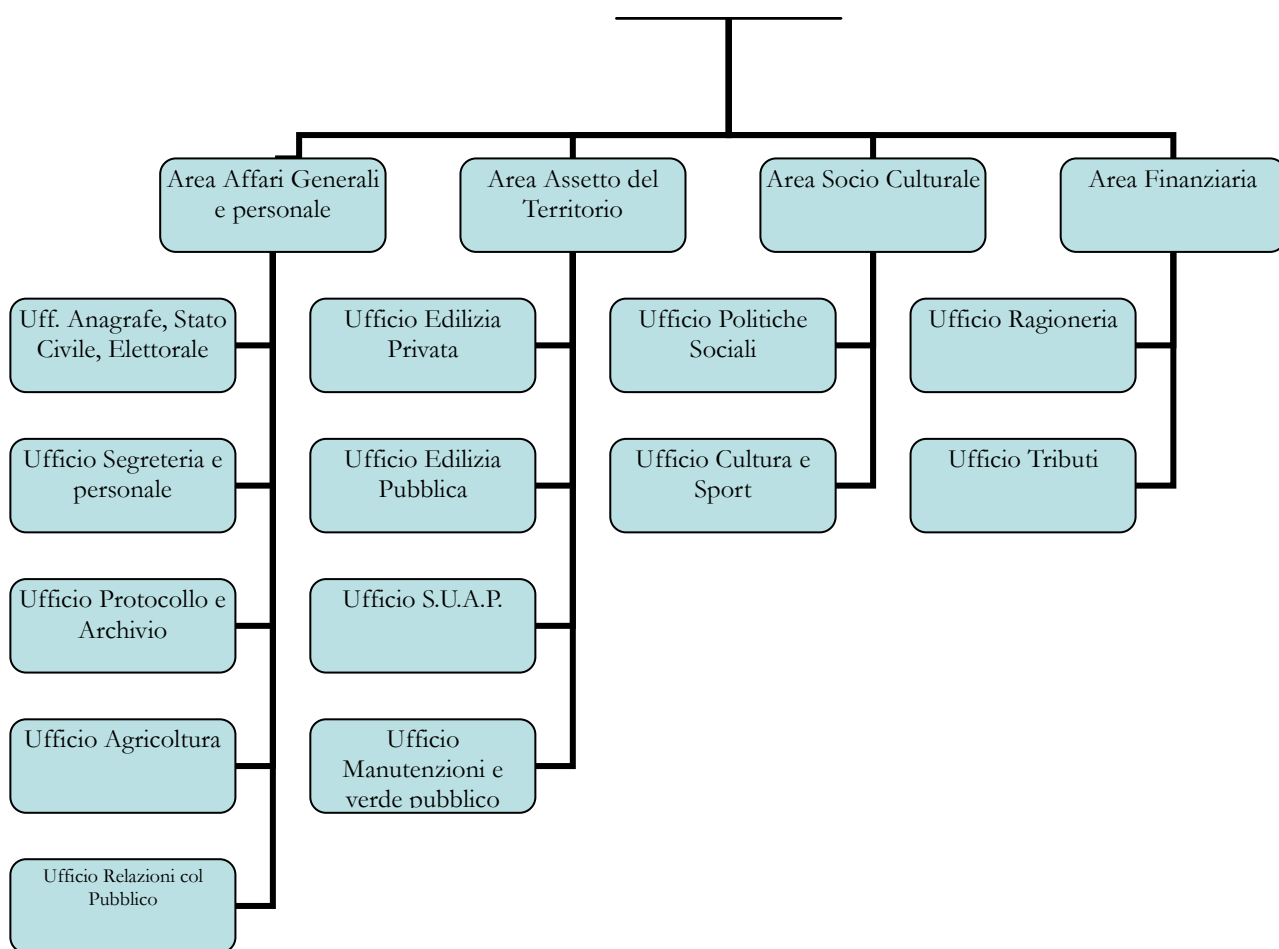 Area Affari Generali
e personale
Area Assetto del
Territorio
Area Socio Culturale
Area Finanziaria
Uff. Anagrafe, Stato
Civile, Elettorale
Ufficio Edilizia
Privata
Ufficio Politiche
Sociali
Ufficio Ragioneria
Ufficio Segreteria e
personale
Ufficio Edilizia
Pubblica
Ufficio Cultura e
Sport
Ufficio Tributi
Ufficio Protocollo e
Archivio
Ufficio S.U.A.P.
Ufficio Agricoltura
Ufficio
Manutenzioni e
verde pubblico
Ufficio Relazioni col
Pubblico